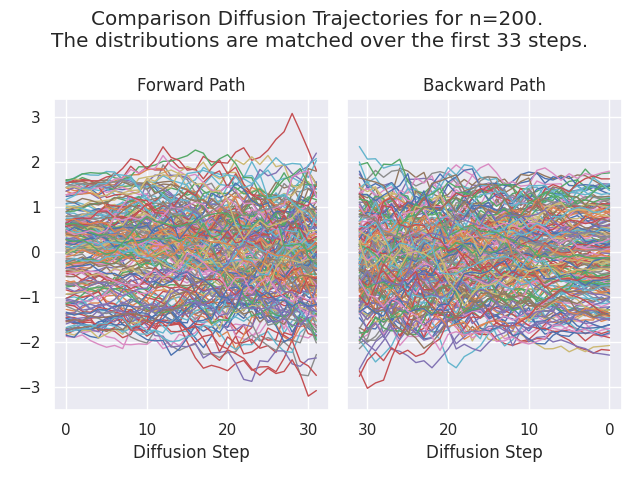 Comparison Diffusion Trajectories for n=200.
The distributions are matched over the first 33 steps.
Forward Path
Backward Path
3
2
1
0
−1
−2
−3
0 10 20 30
30 20 10 0
Diffusion Step
Diffusion Step